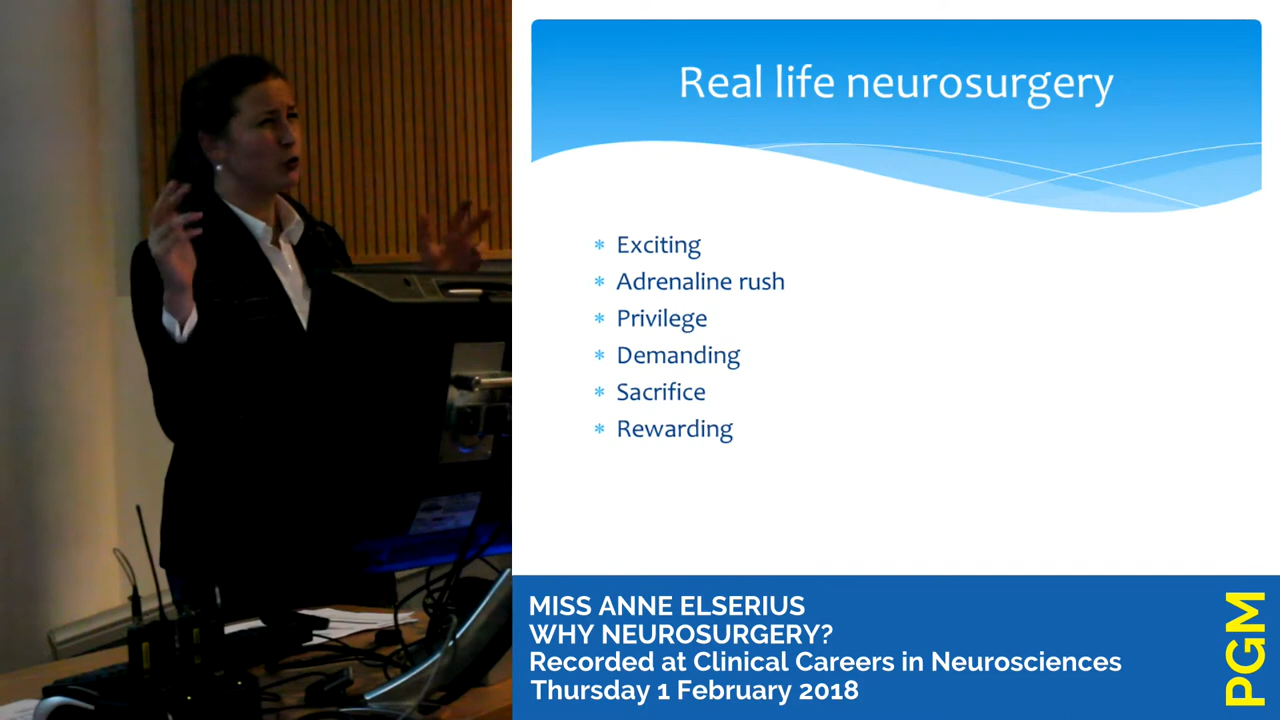 Real life neurosurgery
* Exciting
* Adrenaline rush
* Privilege
* Demanding
* Sacrifice
* Rewarding
MISS ANNE ELSERIUS
WHY NEUROSURGERY?
Recorded at Clinical Careers in Neurosciences
Thursday 1 February 2018
PGM